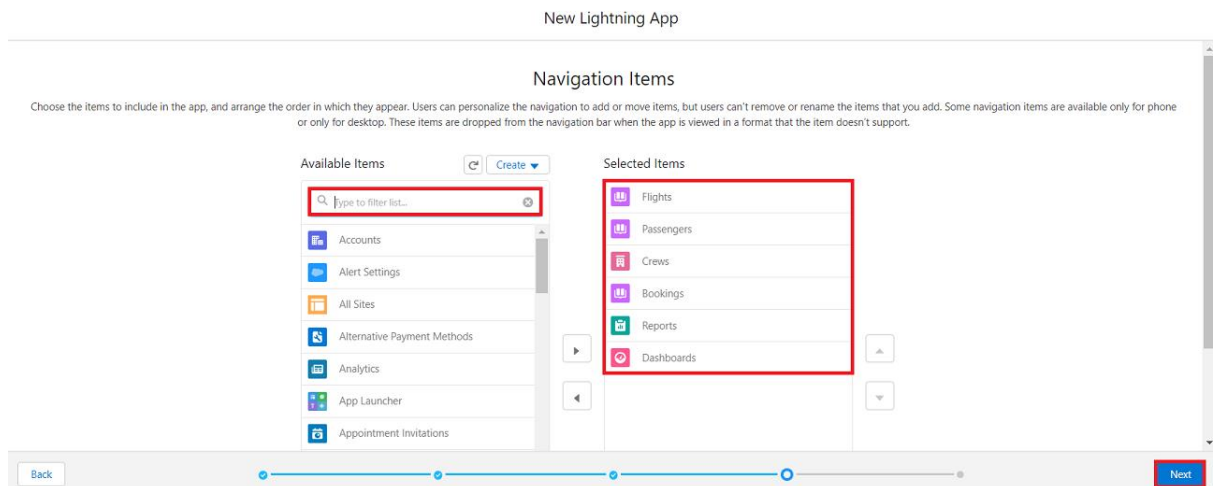 New Lightning App
Navigation Items
Choose the items to include in the app, and arrange the order in which they appear. Users can personalize the navigation to add or move items, but users can't remove or rename the items that you add. Some navigation items are available only for phone
or only for desktop. These items are dropped from the navigation bar when the app is viewed in a format that the item doesn't support.
Available Items
Create
Selected Items
Type to filter list...
Accounts
Alert Settings
All Sites
Alternative Payment Methods
Analytics
App Launcher
Appointment Invitations
Flights
Passengers
Crews
Bookings
Reports
Dashboards
Back
Next